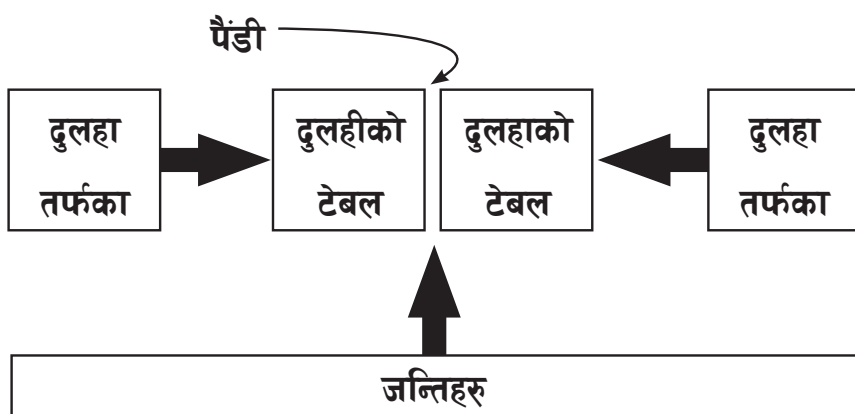 पैंडी
दुलहा
तर्फका
दुलहीको
टेबल
दुलहाको
टेबल
दुलहा
तर्फका
जन्तिहरु